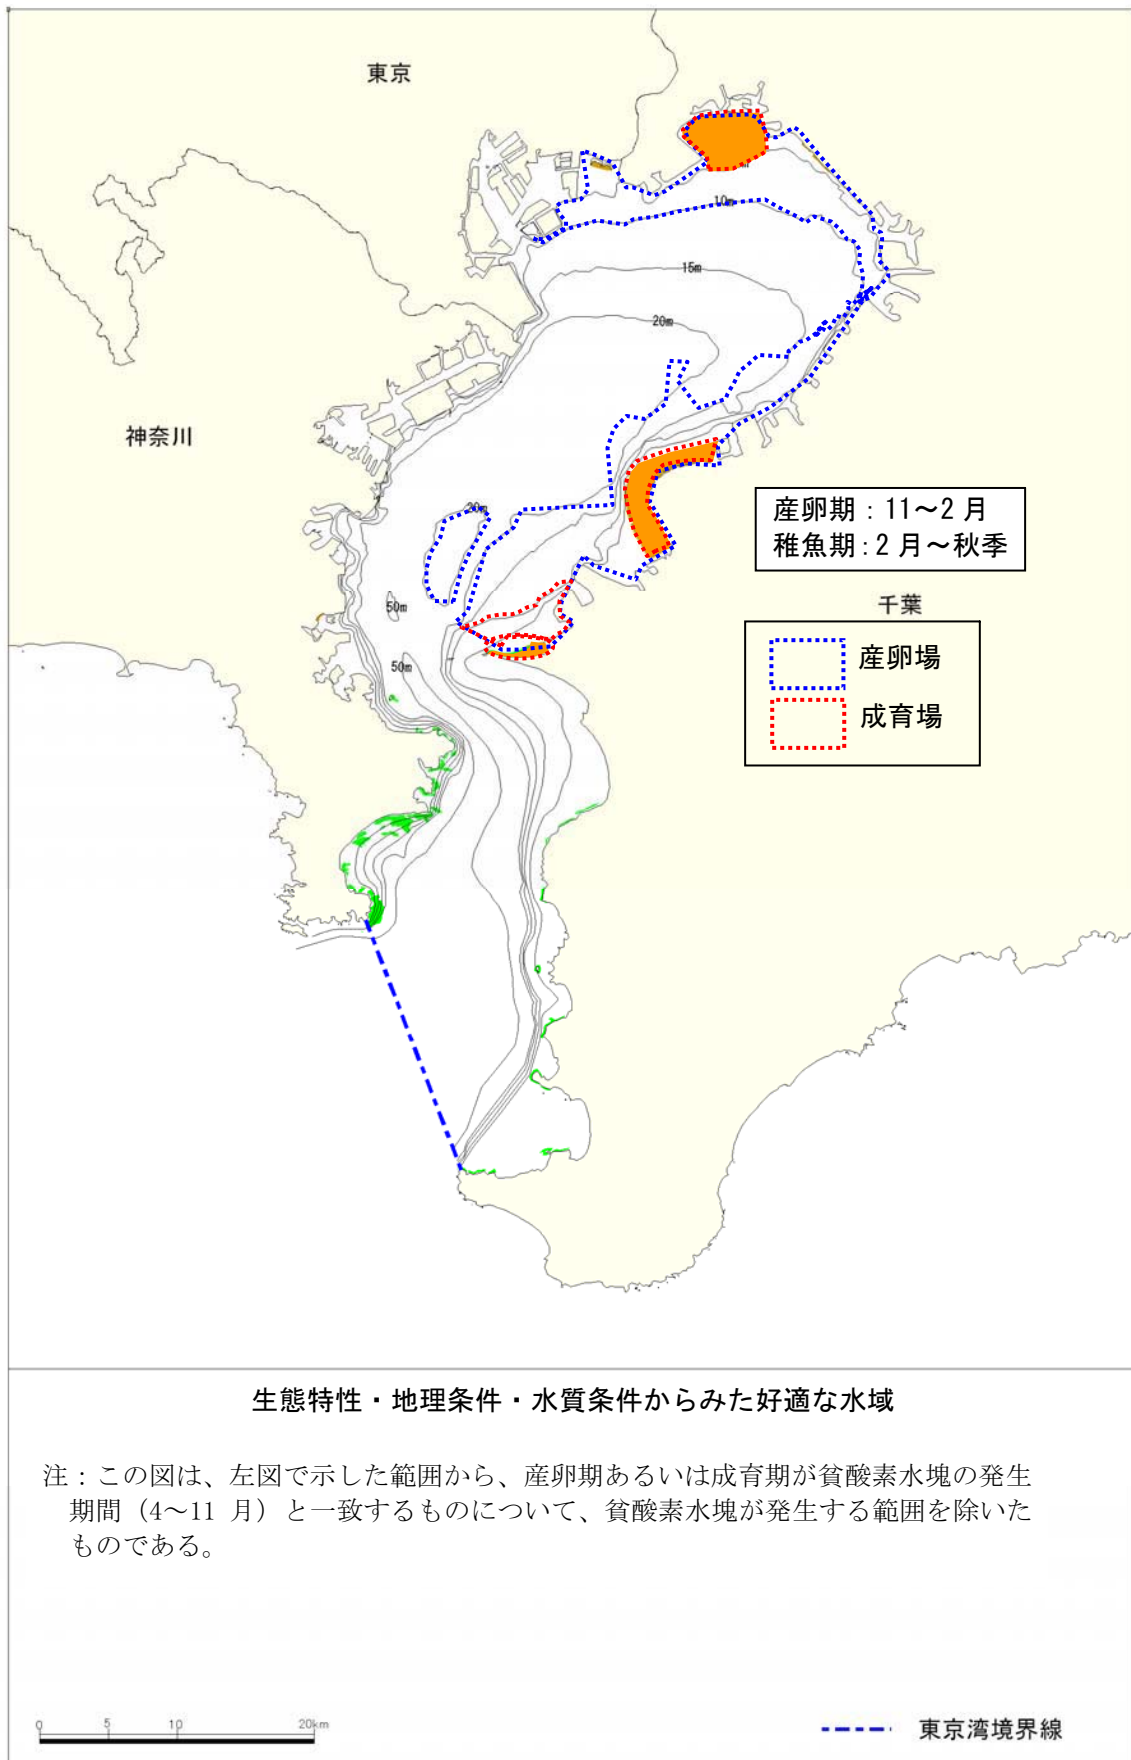 東京
10m
15m
20m
神奈川
20m
産卵期：11～2 月
稚魚期：2 月～秋季
50m
千葉
産卵場
50m
成育場
生態特性・地理条件・水質条件からみた好適な水域
注：この図は、左図で示した範囲から、産卵期あるいは成育期が貧酸素水塊の発生
期間（4～11 月）と一致するものについて、貧酸素水塊が発生する範囲を除いた
ものである。
0 5 10 20km
東京湾境界線